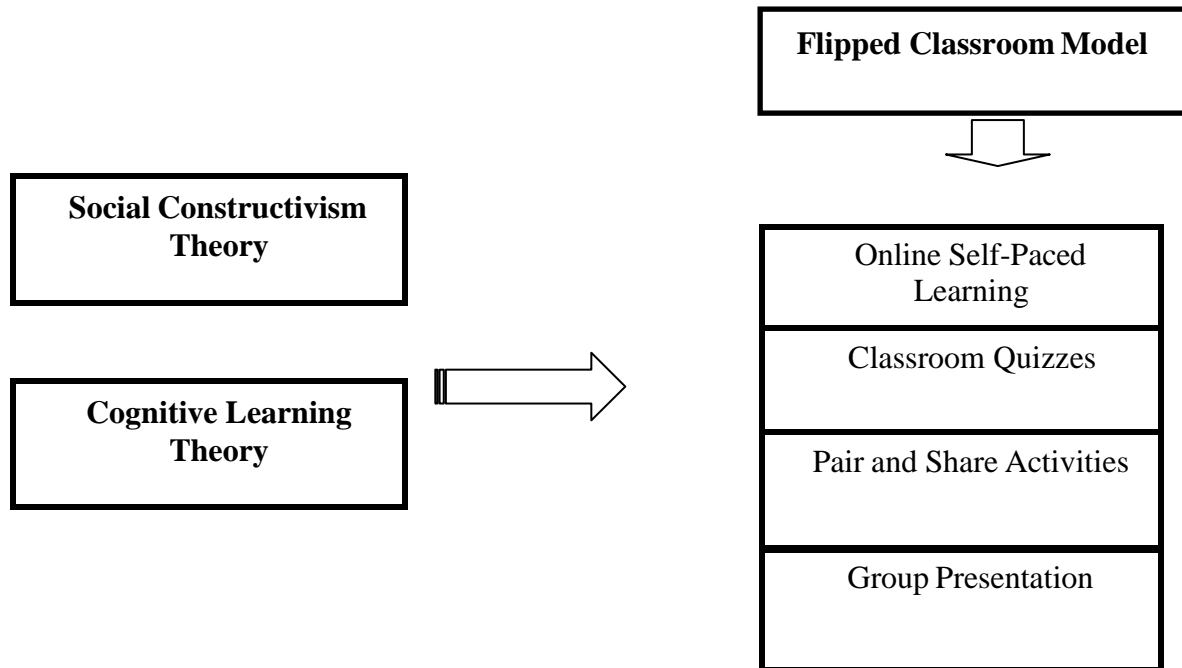 Flipped Classroom Model
Social Constructivism
Theory
Cognitive Learning
Theory
Online Self-Paced
Learning
Classroom Quizzes
Pair and Share Activities
Group Presentation